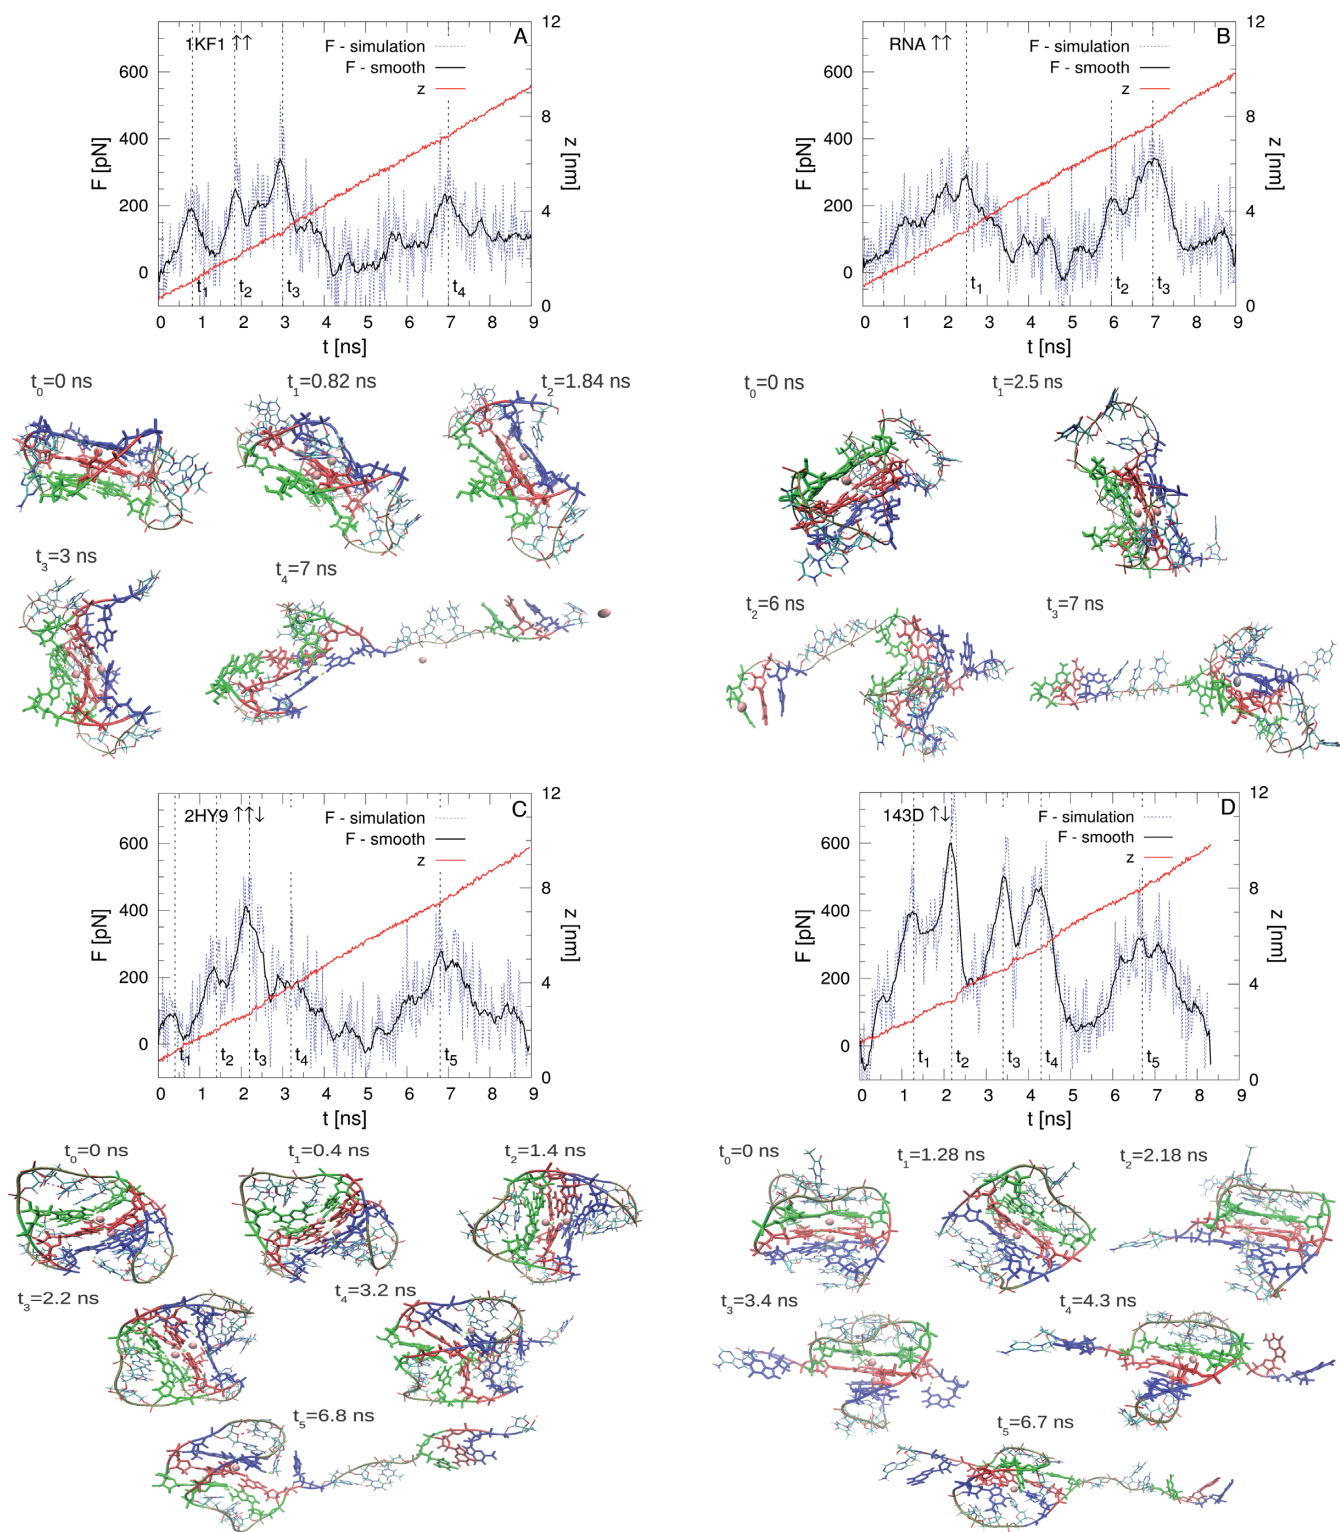 1KF1 ↑↑
F - simulation
F - smooth
z
A
600
400
200
0
F [pN]
12
8
4
0
z [nm]
t1 t2 t3 t4
0 1 2 3 4 5 6 7 8 9
t [ns]
t0=0 ns
t1=0.82 ns
t2=1.84 ns
t3=3 ns
t4=7 ns
RNA ↑↑
F - simulation
F - smooth
z
B
600
400
200
0
F [pN]
12
8
4
0
z [nm]
t1 t2 t3
0 1 2 3 4 5 6 7 8 9
t [ns]
t0=0 ns
t1=2.5 ns
t2=6 ns
t3=7 ns
2HY9 ↑↑↓
F - simulation
F - smooth
z
C
600
400
200
0
F [pN]
12
8
4
0
z [nm]
t1 t2 t3 t4 t5
0 1 2 3 4 5 6 7 8 9
t [ns]
t0=0 ns
t1=0.4 ns
t2=1.4 ns
t3=2.2 ns
t4=3.2 ns
t5=6.8 ns
143D ↑↓
F - simulation
F - smooth
z
D
600
400
200
0
F [pN]
12
8
4
0
z [nm]
t1 t2 t3 t4 t5
0 1 2 3 4 5 6 7 8 9
t [ns]
t0=0 ns
t1=1.28 ns
t2=2.18 ns
t3=3.4 ns
t4=4.3 ns
t5=6.7 ns